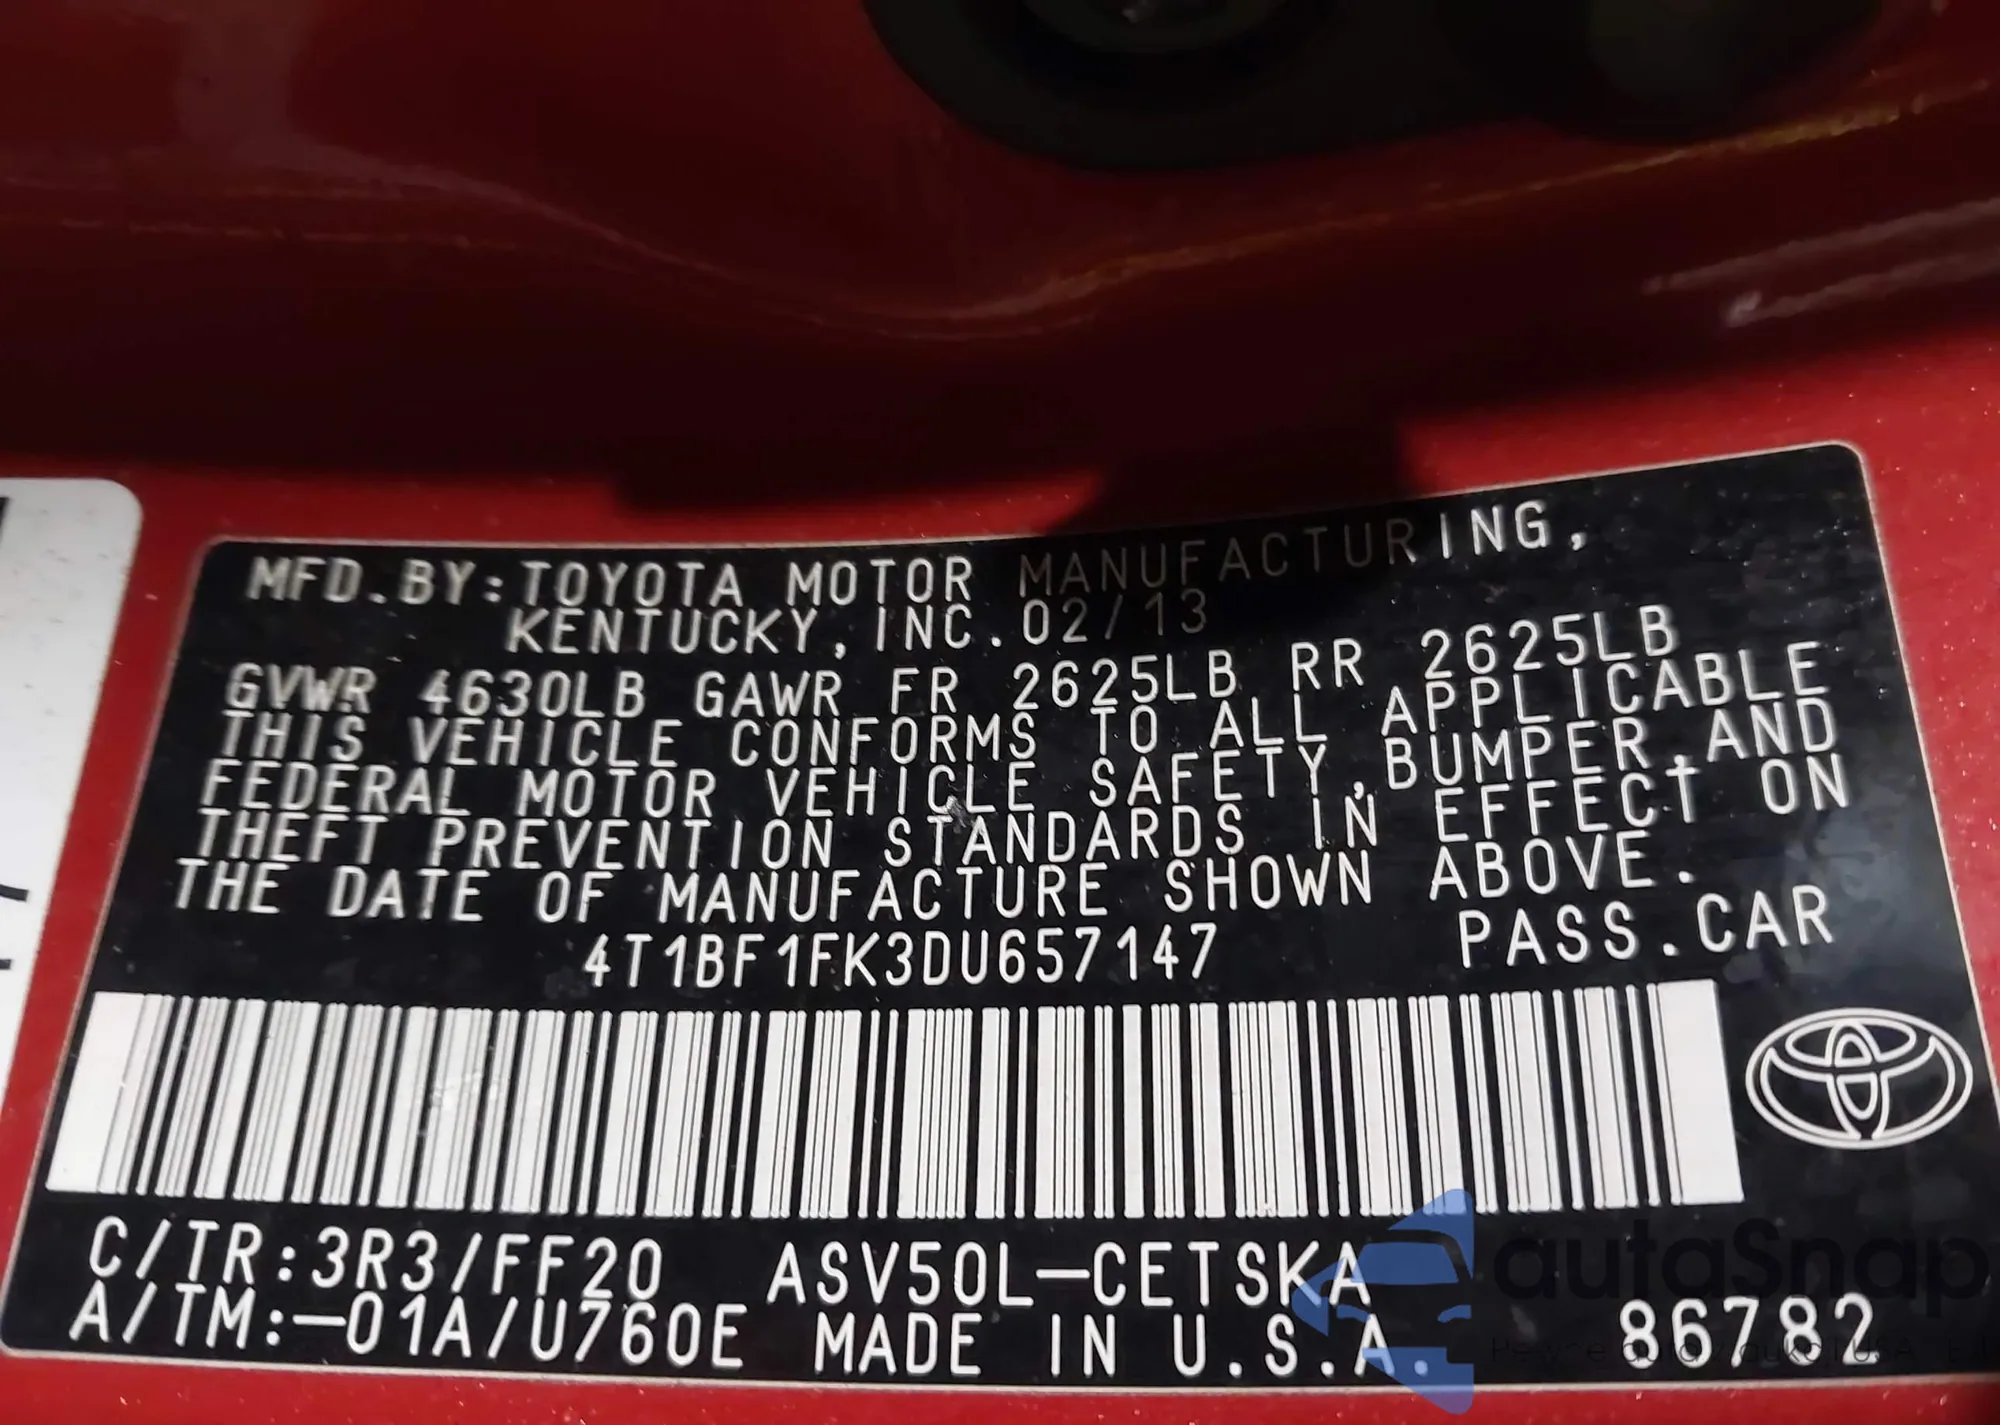 MFD.BY:TOYOTA MOTOR MANUFACTURING,
KENTUCKY, INC. 02/13
GVWR 4630LB GAWR FR 2625LB RR 2625LB
THIS VEHICLE CONFORMS TO ALL APPLICABLE
FEDERAL MOTOR VEHICLE SAFETY,BUMPER,AND
THEFT PREVENTION STANDARDS IN EFFECT ON
THE DATE OF MANUFACTURE SHOWN ABOVE.
4T1BF1FK3DU657147 PASS.CAR
C/TR:3R3/FF20 ASV50L-CETSKA
A/TM:-01A/U760E MADE IN U.S.A. 86782
autoSnap